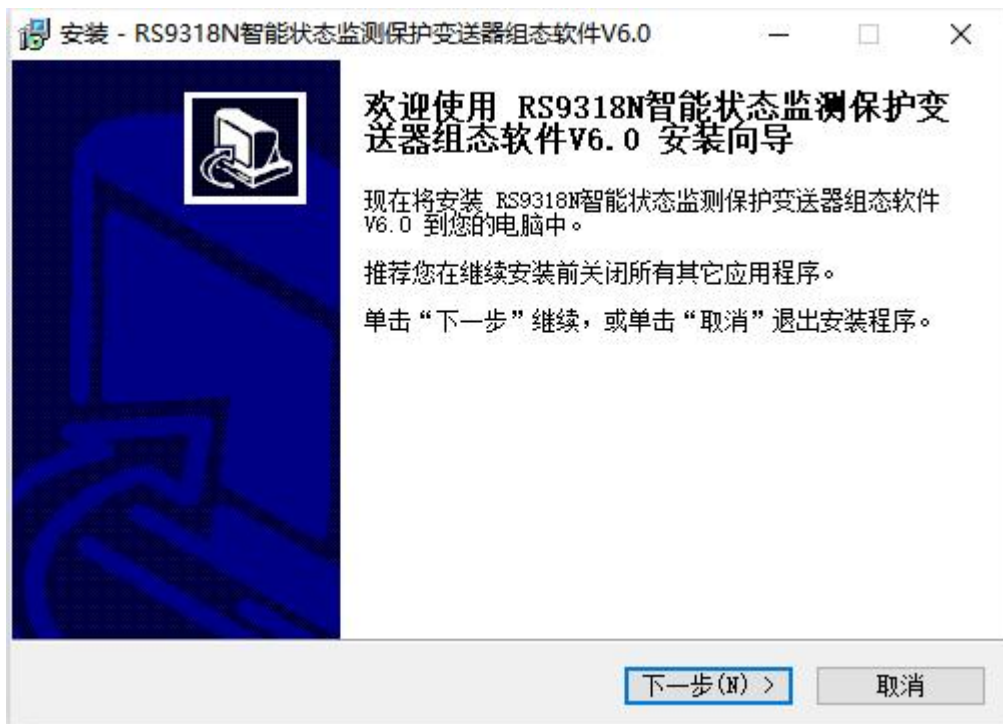 安装 - RS9318N智能状态监测保护变送器组态软件V6.0
欢迎使用 RS9318N智能状态监测保护变
送器组态软件V6.0 安装向导
现在将安装 RS9318N智能状态监测保护变送器组态软件
V6.0 到您的电脑中。
推荐您在继续安装前关闭所有其它应用程序。
单击“下一步”继续，或单击“取消”退出安装程序。
下一步(N) >
取消